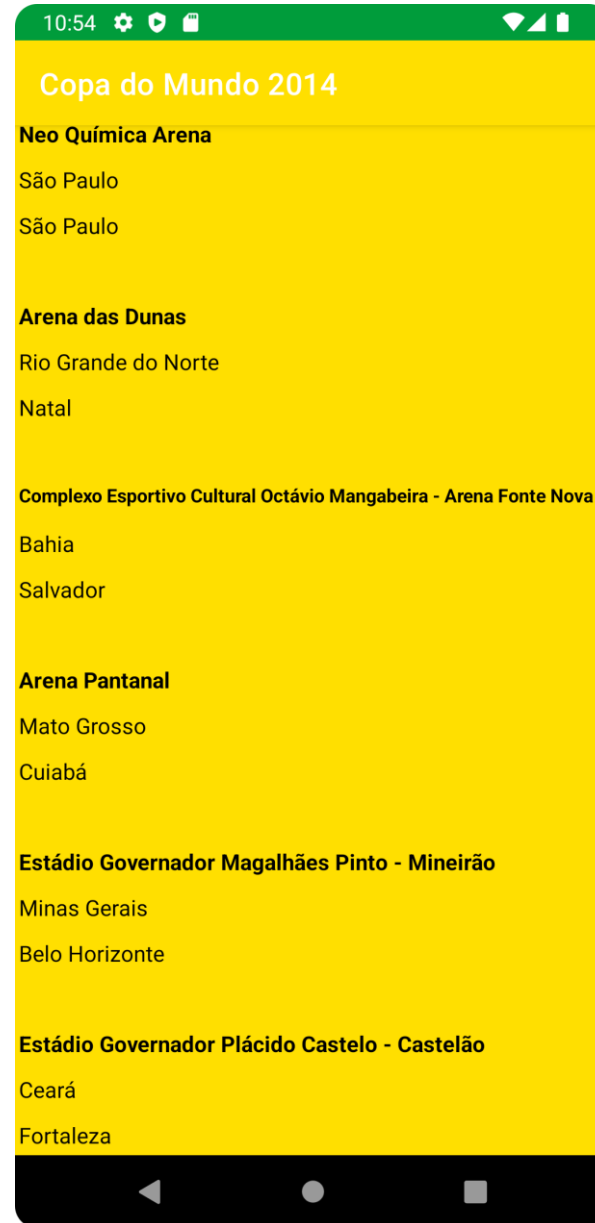 10:54
Copa do Mundo 2014
Neo Química Arena
São Paulo
São Paulo
Arena das Dunas
Rio Grande do Norte
Natal
Complexo Esportivo Cultural Octávio Mangabeira - Arena Fonte Nova
Bahia
Salvador
Arena Pantanal
Mato Grosso
Cuiabá
Estádio Governador Magalhães Pinto - Mineirão
Minas Gerais
Belo Horizonte
Estádio Governador Plácido Castelo - Castelão
Ceará
Fortaleza